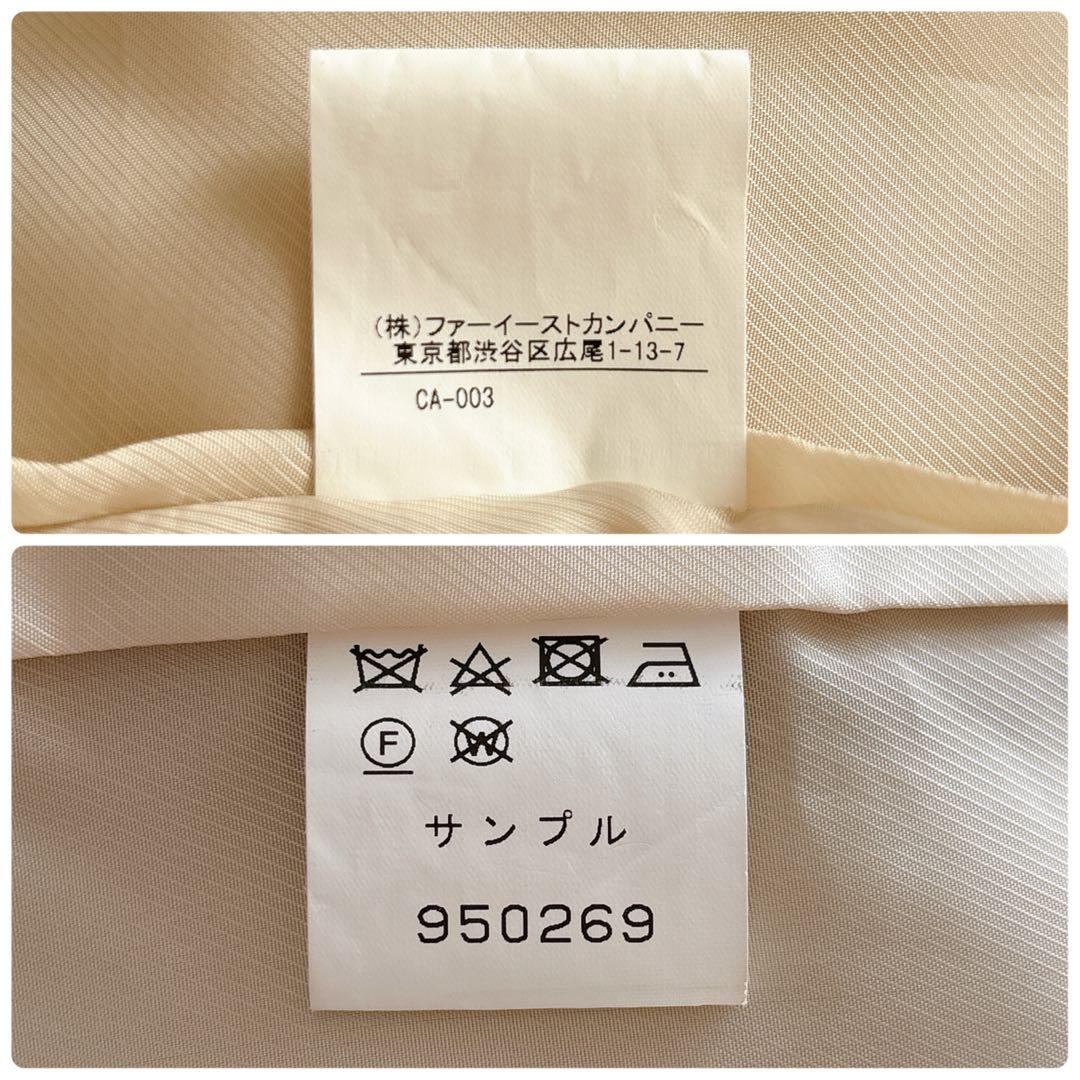 (株)ファーイーストカンパニー
東京都渋谷区広尾1-13-7
CA-003
F W
サンプル
950269